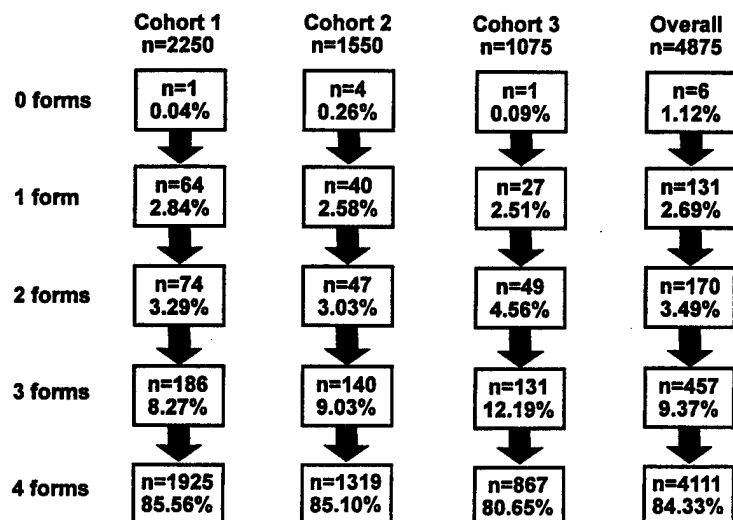 Cohort 1 Cohort 2 Cohort 3 Overall
n=2250 n=1550 n=1075 n=4875
0 forms n=1 n=4 n=1 n=6
0.04% 0.26% 0.09% 1.12%
1 form n=64 n=40 n=27 n=131
2.84% 2.58% 2.51% 2.69%
2 forms n=74 n=47 n=49 n=170
3.29% 3.03% 4.56% 3.49%
3 forms n=186 n=140 n=131 n=457
8.27% 9.03% 12.19% 9.37%
4 forms n=1925 n=1319 n=867 n=4111
85.56% 85.10% 80.65% 84.33%